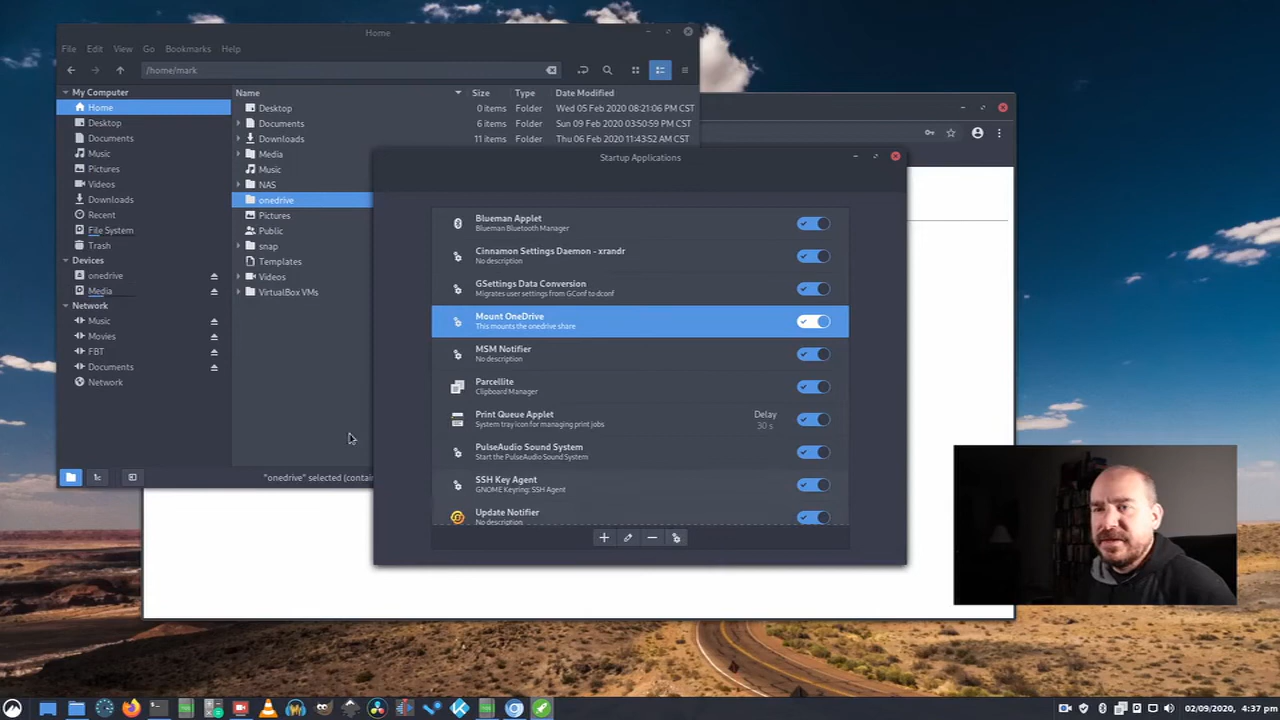 Home
File Edit View Go Bookmarks Help
/home/mark
My Computer
Home
Desktop
Documents
Music
Pictures
Videos
Downloads
Recent
File System
Trash
Devices
onedrive
Media
Network
Music
Movies
FBT
Documents
Network
Name Size Type Date Modified
Desktop 0 items Folder Wed 05 Feb 2020 08:21:06 PM CST
Documents 6 items Folder Sun 09 Feb 2020 03:50:59 PM CST
Downloads 11 items Folder Thu 06 Feb 2020 11:43:52 AM CST
Media
Music
NAS
onedrive
Pictures
Public
snap
Templates
Videos
VirtualBox VMs
"onedrive" selected (contai
Startup Applications
Blueman Applet
Blueman Bluetooth Manager
Cinnamon Settings Daemon - xrandr
No description
GSettings Data Conversion
Migrates user settings from GConf to dconf
Mount OneDrive
This mounts the onedrive share
MSM Notifier
No description
Parcellite
Clipboard Manager
Print Queue Applet Delay
System tray icon for managing print jobs 30 s
PulseAudio Sound System
Start the PulseAudio Sound System
SSH Key Agent
GNOME Keyring: SSH Agent
Update Notifier
No description
02/09/2020, 4:37 pm